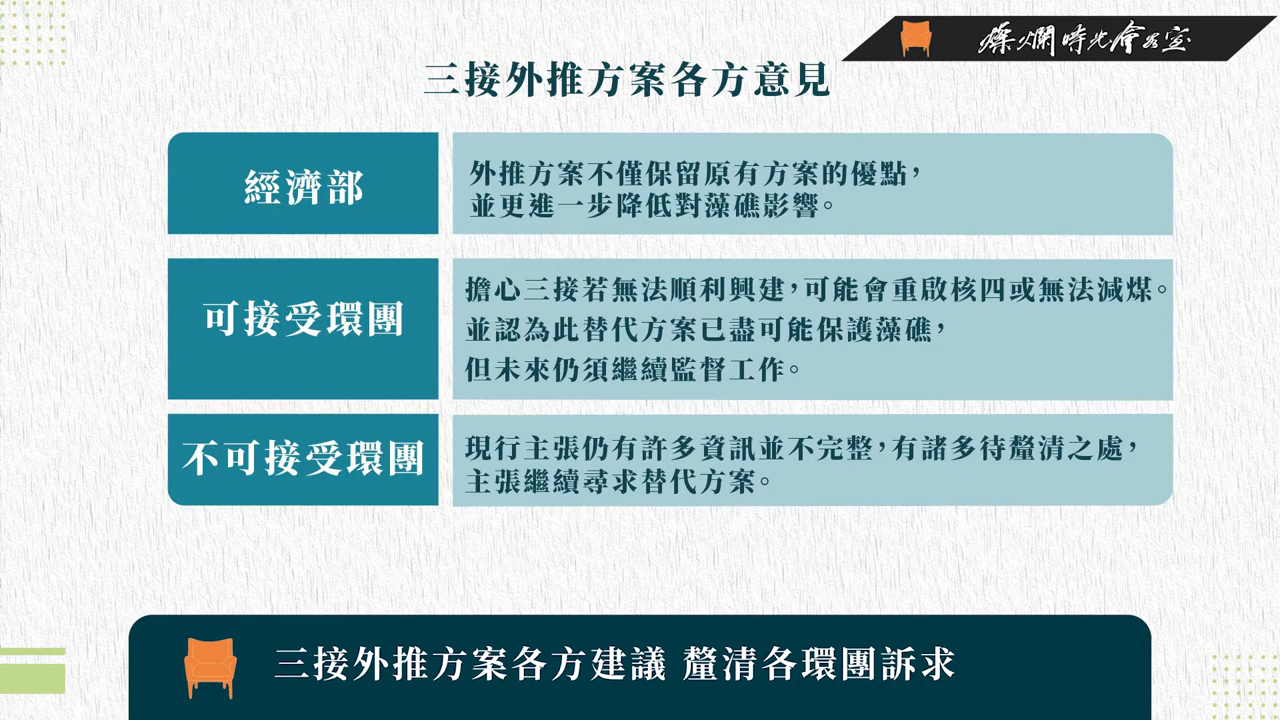 燦爛時光會客室
三接外推方案各方意見
經濟部
外推方案不僅保留原有方案的優點，
並更進一步降低對藻礁影響。
可接受環團
擔心三接若無法順利興建，可能會重啟核四或無法減煤。
並認為此替代方案已盡可能保護藻礁，
但未來仍須繼續監督工作。
不可接受環團
現行主張仍有許多資訊並不完整，有諸多待釐清之處，
主張繼續尋求替代方案。
三接外推方案各方建議 釐清各環團訴求